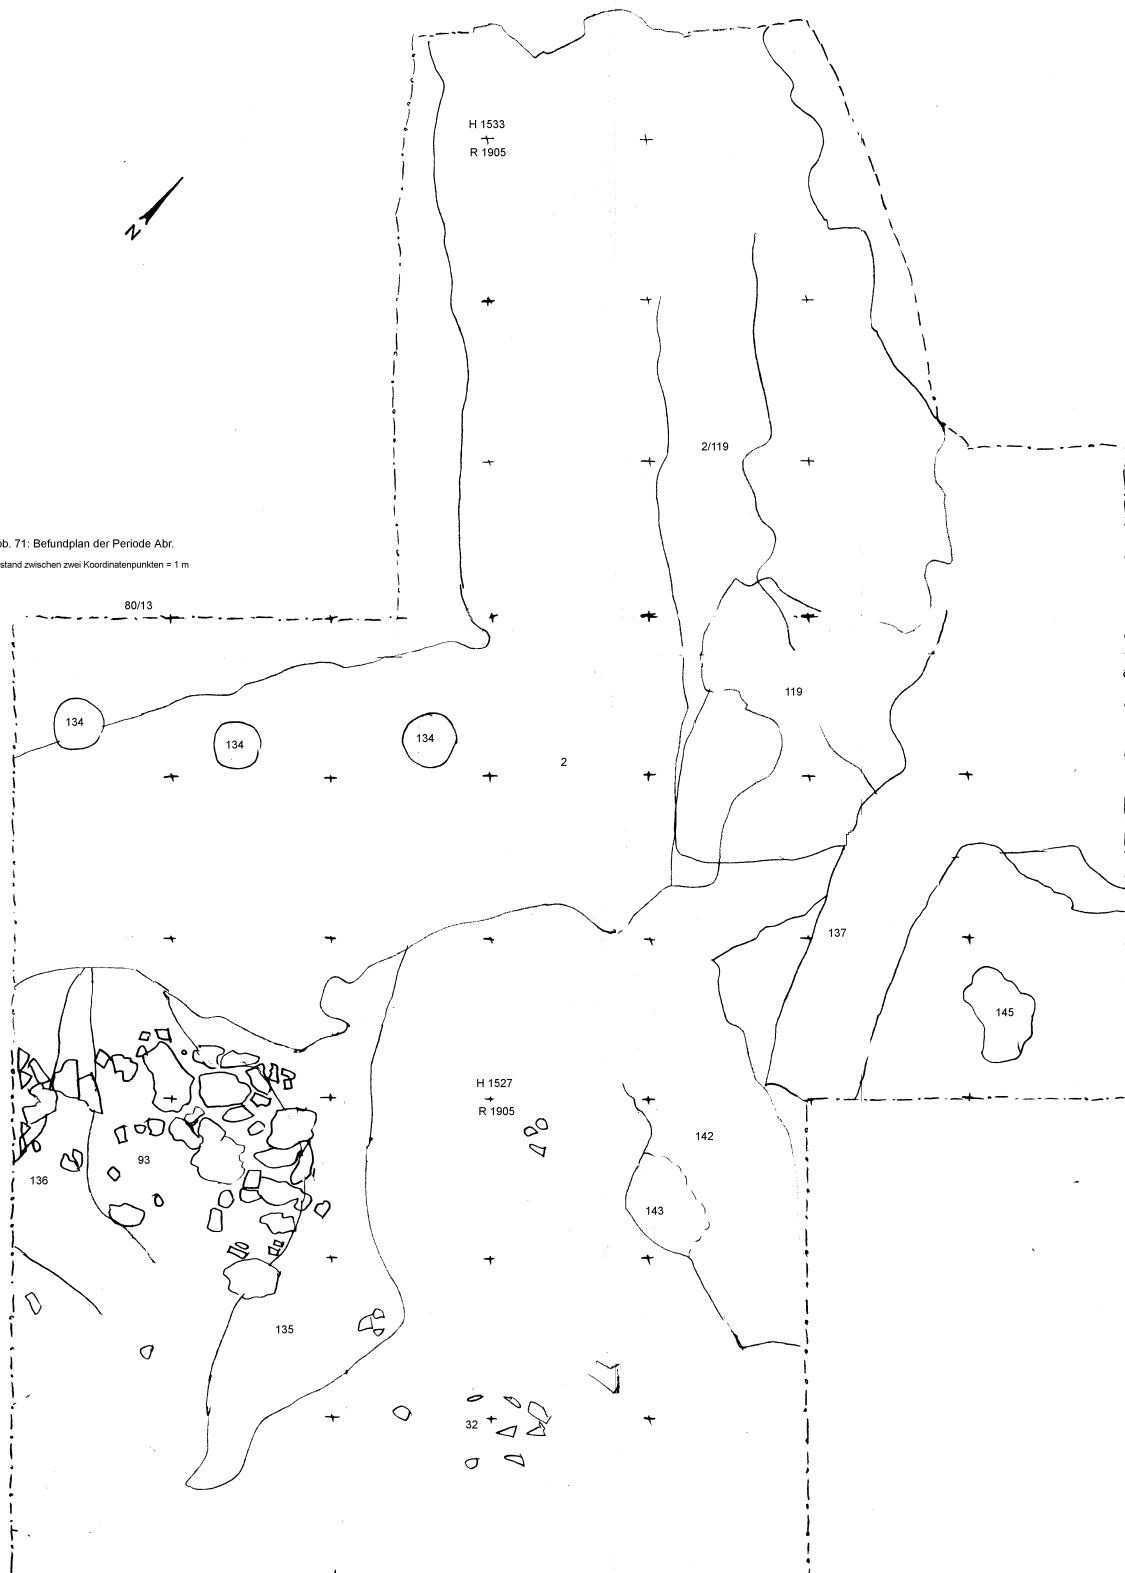 H 1533
R 1905
N
2/119
bb. 71: Befundplan der Periode Abr.
stand zwischen zwei Koordinatenpunkten = 1 m
80/13
119
134
134
134
2
137
145
H 1527
R 1905
142
93
136
143
135
32